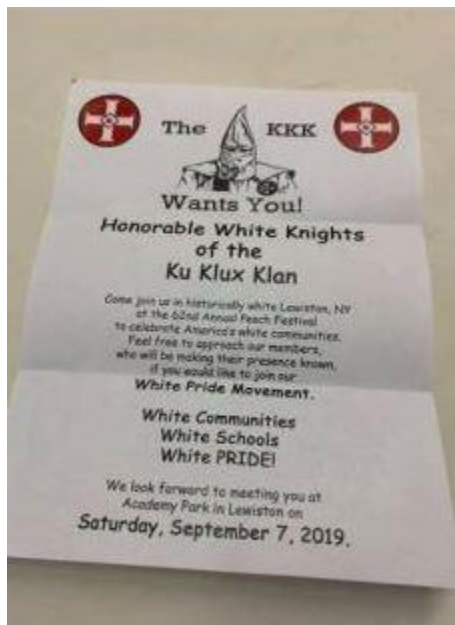 The KKK
Wants You!
Honorable White Knights
of the
Ku Klux Klan
Come join us in historically white Lewiston, NY
at the 62nd Annual Peach Festival
to celebrate America's white communities.
Feel free to approach our members,
who will be making their presence known,
if you would like to join our
White Pride Movement.
White Communities
White Schools
White PRIDE!
We look forward to meeting you at
Academy Park in Lewiston on
Saturday, September 7, 2019.